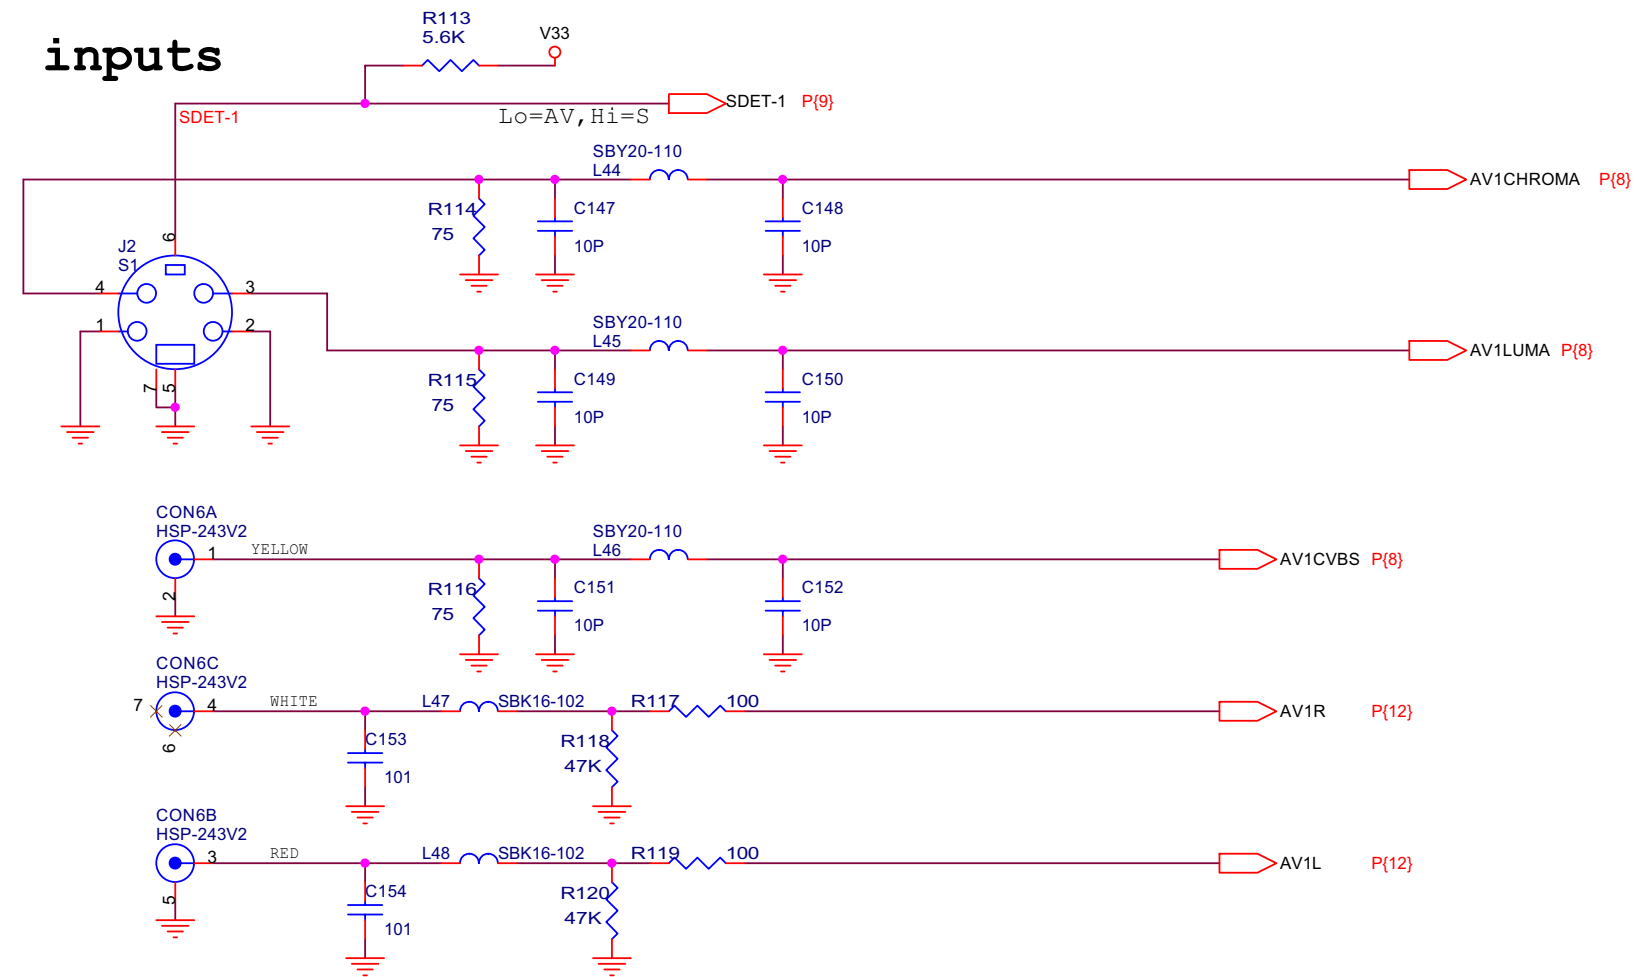 inputs
R113
5.6K
V33
SDET-1
Lo=AV,Hi=S
SDET-1 P{9}
SBY20-110
L44
AV1CHROMA P{8}
R114
75
C147
10P
C148
10P
6
J2
S1
4
3
1
2
7
5
SBY20-110
L45
AV1LUMA P{8}
R115
75
C149
10P
C150
10P
CON6A
HSP-243V2
1
YELLOW
2
SBY20-110
L46
AV1CVBS P{8}
R116
75
C151
10P
C152
10P
CON6C
HSP-243V2
7
4
WHITE
6
L47 SBK16-102
R117 100
AV1R P{12}
C153
101
R118
47K
CON6B
HSP-243V2
3
RED
5
L48 SBK16-102
R119 100
AV1L P{12}
C154
101
R120
47K